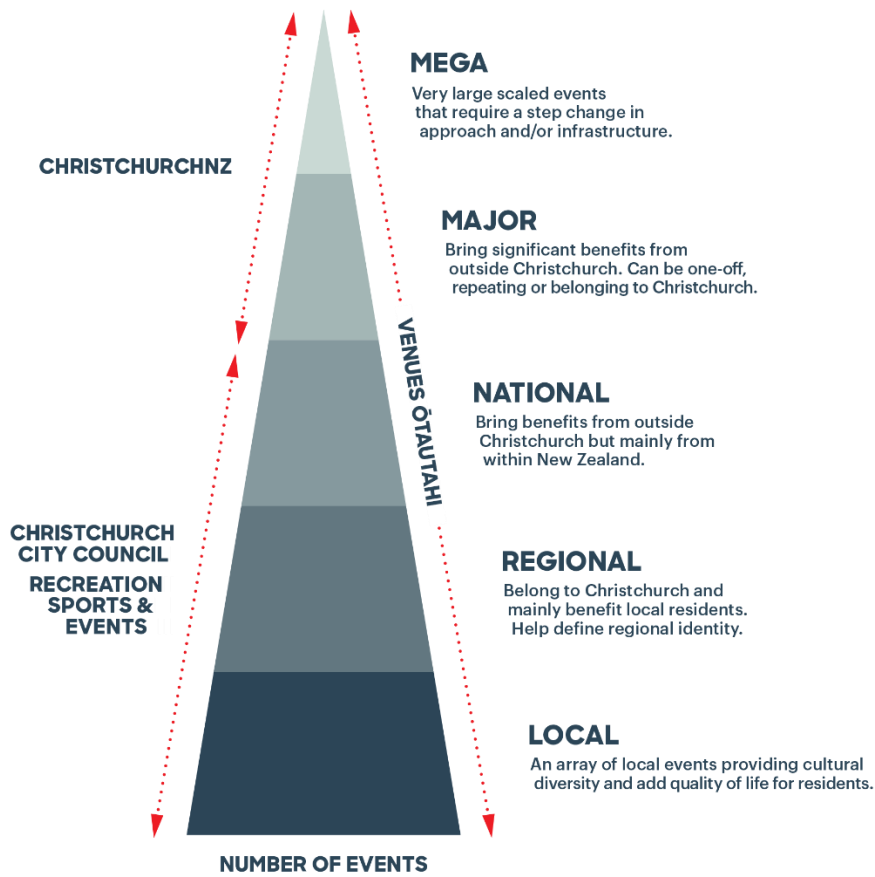 MEGA
Very large scaled events
that require a step change in
approach and/or infrastructure.
CHRISTCHURCHNZ
MAJOR
Bring significant benefits from
outside Christchurch. Can be one-off,
repeating or belonging to Christchurch.
VENUES ŌTAUTAHI
NATIONAL
Bring benefits from outside
Christchurch but mainly from
within New Zealand.
CHRISTCHURCH
CITY COUNCIL
RECREATION
SPORTS &
EVENTS
REGIONAL
Belong to Christchurch and
mainly benefit local residents.
Help define regional identity.
LOCAL
An array of local events providing cultural
diversity and add quality of life for residents.
NUMBER OF EVENTS